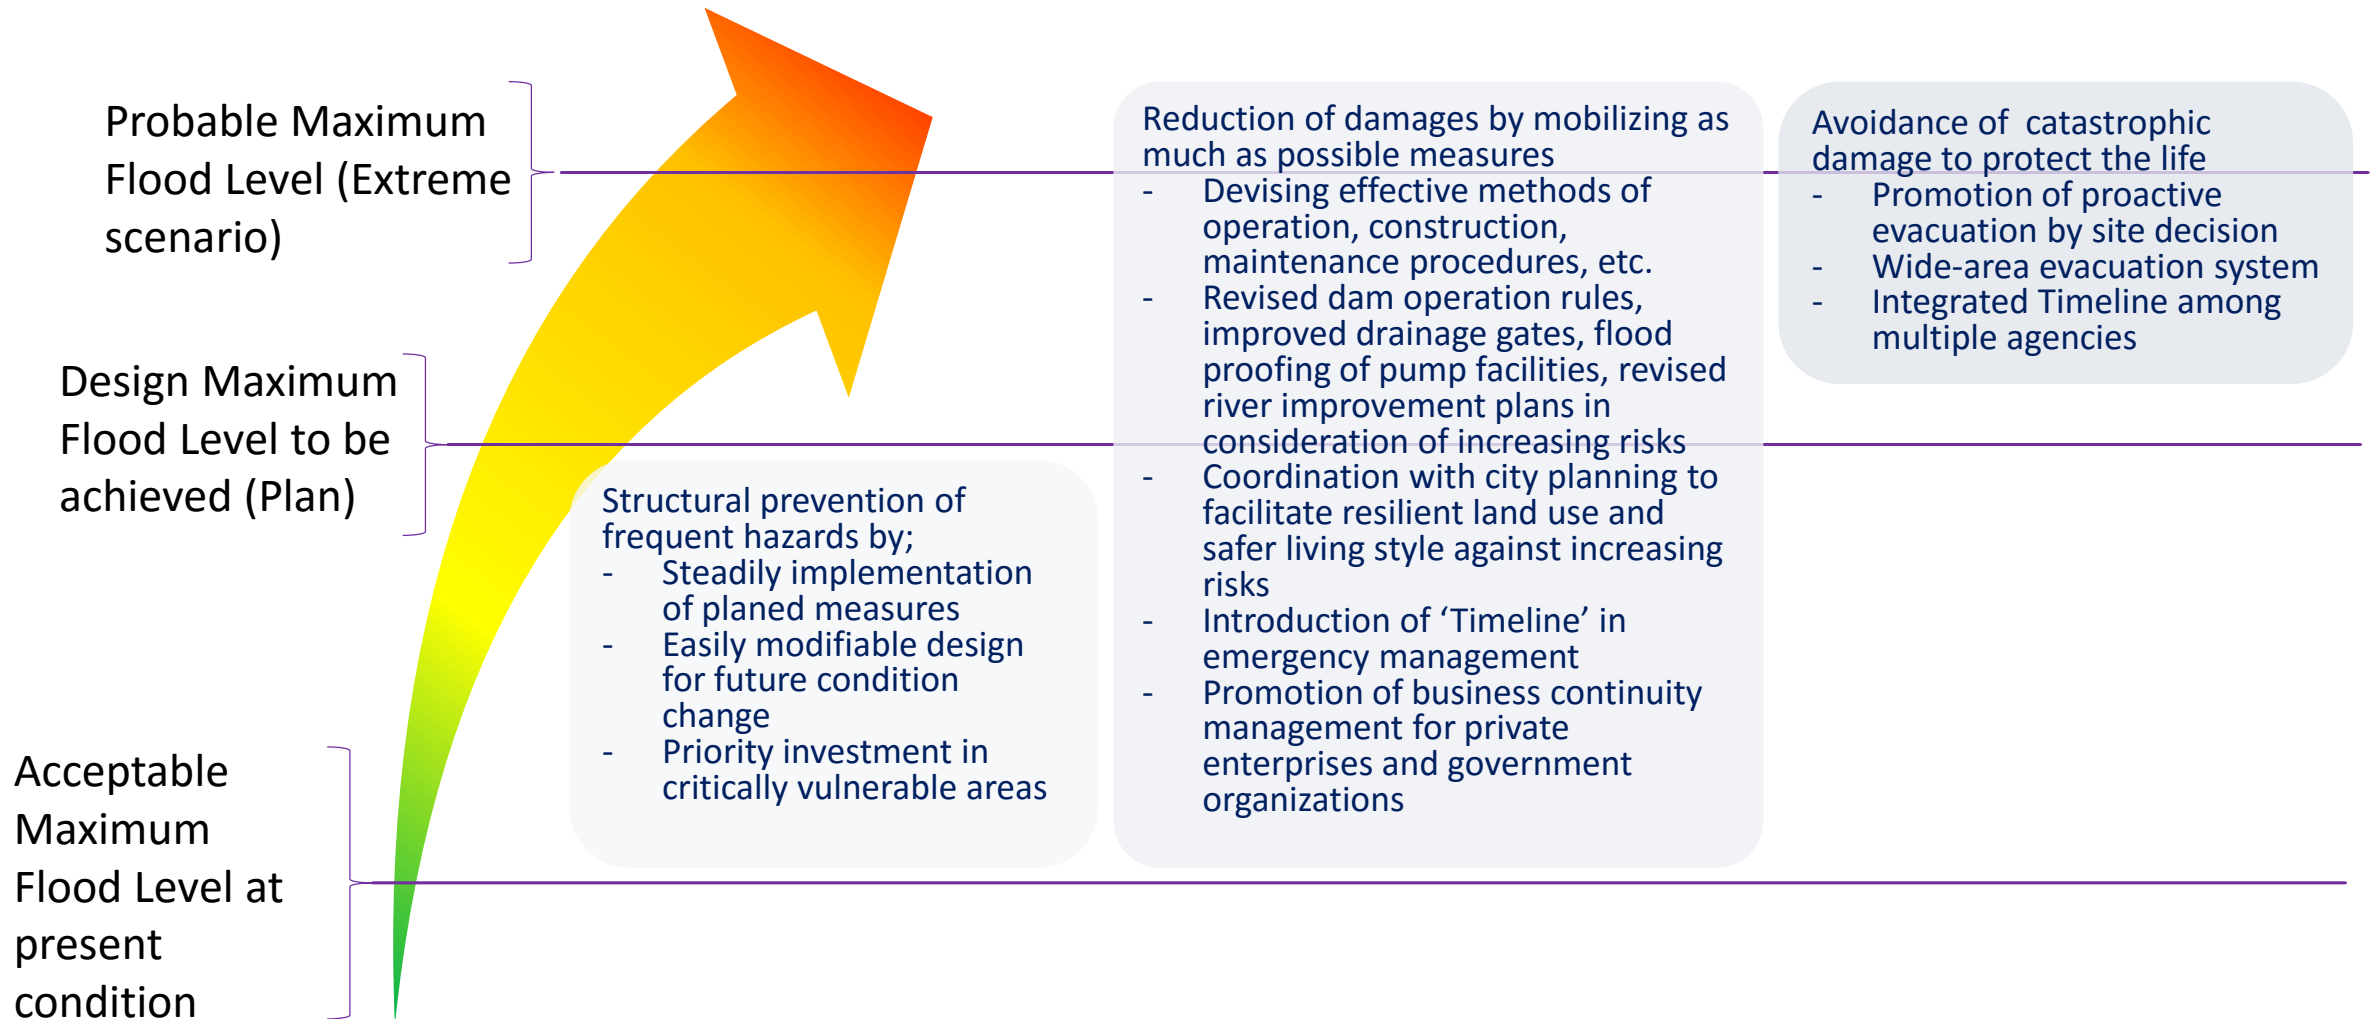 Probable Maximum
Flood Level (Extreme
scenario)
Design Maximum
Flood Level to be
achieved (Plan)
Acceptable
Maximum
Flood Level at
present
condition
Structural prevention of
frequent hazards by;
- Steadily implementation
of planed measures
- Easily modifiable design
for future condition
change
- Priority investment in
critically vulnerable areas
Reduction of damages by mobilizing as
much as possible measures
- Devising effective methods of
operation, construction,
maintenance procedures, etc.
- Revised dam operation rules,
improved drainage gates, flood
proofing of pump facilities, revised
river improvement plans in
consideration of increasing risks
- Coordination with city planning to
facilitate resilient land use and
safer living style against increasing
risks
- Introduction of ‘Timeline’ in
emergency management
- Promotion of business continuity
management for private
enterprises and government
organizations
Avoidance of  catastrophic
damage to protect the life
- Promotion of proactive
evacuation by site decision
- Wide-area evacuation system
- Integrated Timeline among
multiple agencies